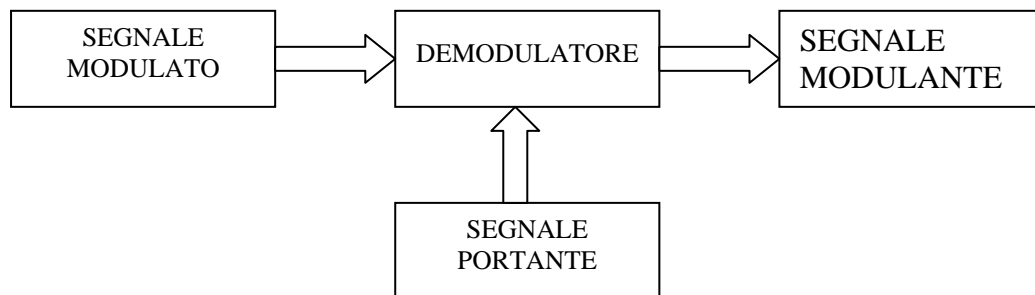 SEGNALE
MODULATO
DEMODULATORE
SEGNALE
MODULANTE
SEGNALE
PORTANTE